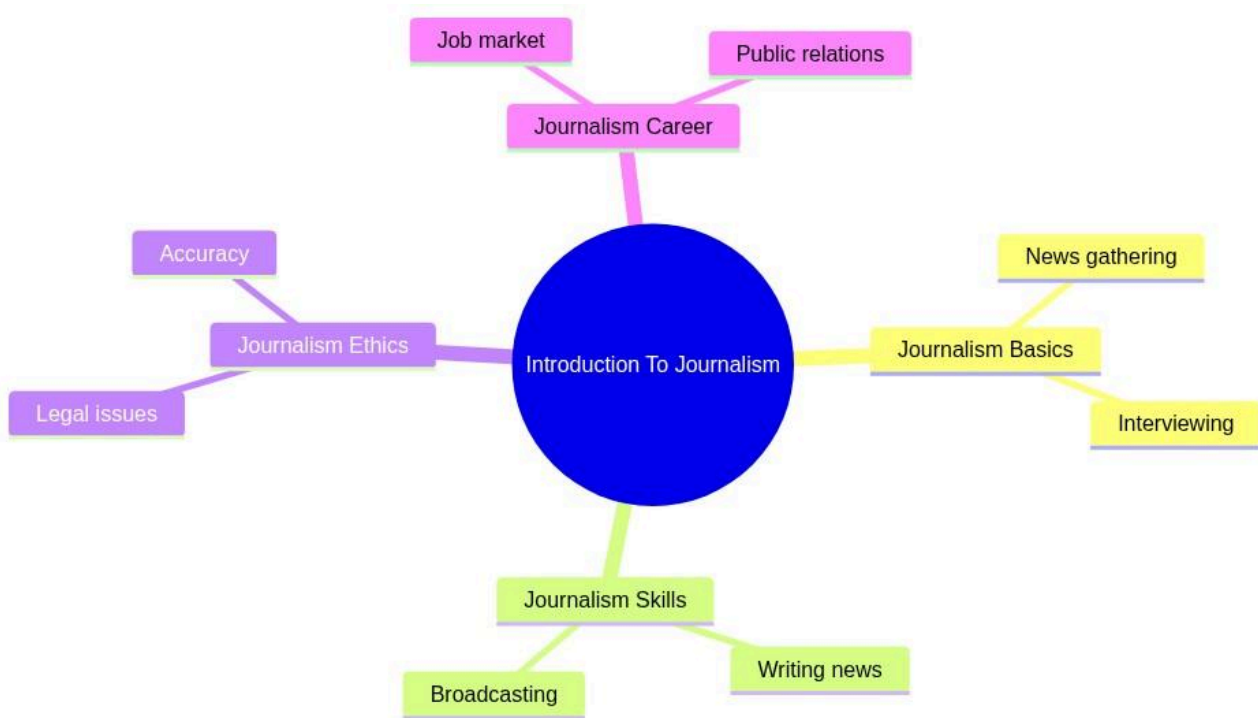 Job market
Public relations
Journalism Career
Accuracy
News gathering
Journalism Ethics
Introduction To Journalism
Journalism Basics
Legal issues
Interviewing
Journalism Skills
Writing news
Broadcasting